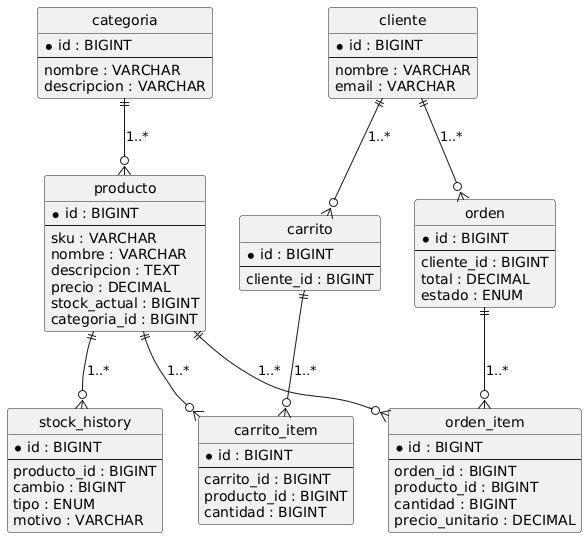 categoria
id : BIGINT
nombre : VARCHAR
descripcion : VARCHAR
cliente
id : BIGINT
nombre : VARCHAR
email : VARCHAR
1..*
1..*
1..*
producto
id : BIGINT
sku : VARCHAR
nombre : VARCHAR
descripcion : TEXT
precio : DECIMAL
stock_actual : BIGINT
categoria_id : BIGINT
carrito
id : BIGINT
cliente_id : BIGINT
orden
id : BIGINT
cliente_id : BIGINT
total : DECIMAL
estado : ENUM
1..*
1..*
1..*
1..*
1..*
stock_history
id : BIGINT
producto_id : BIGINT
cambio : BIGINT
tipo : ENUM
motivo : VARCHAR
carrito_item
id : BIGINT
carrito_id : BIGINT
producto_id : BIGINT
cantidad : BIGINT
orden_item
id : BIGINT
orden_id : BIGINT
producto_id : BIGINT
cantidad : BIGINT
precio_unitario : DECIMAL